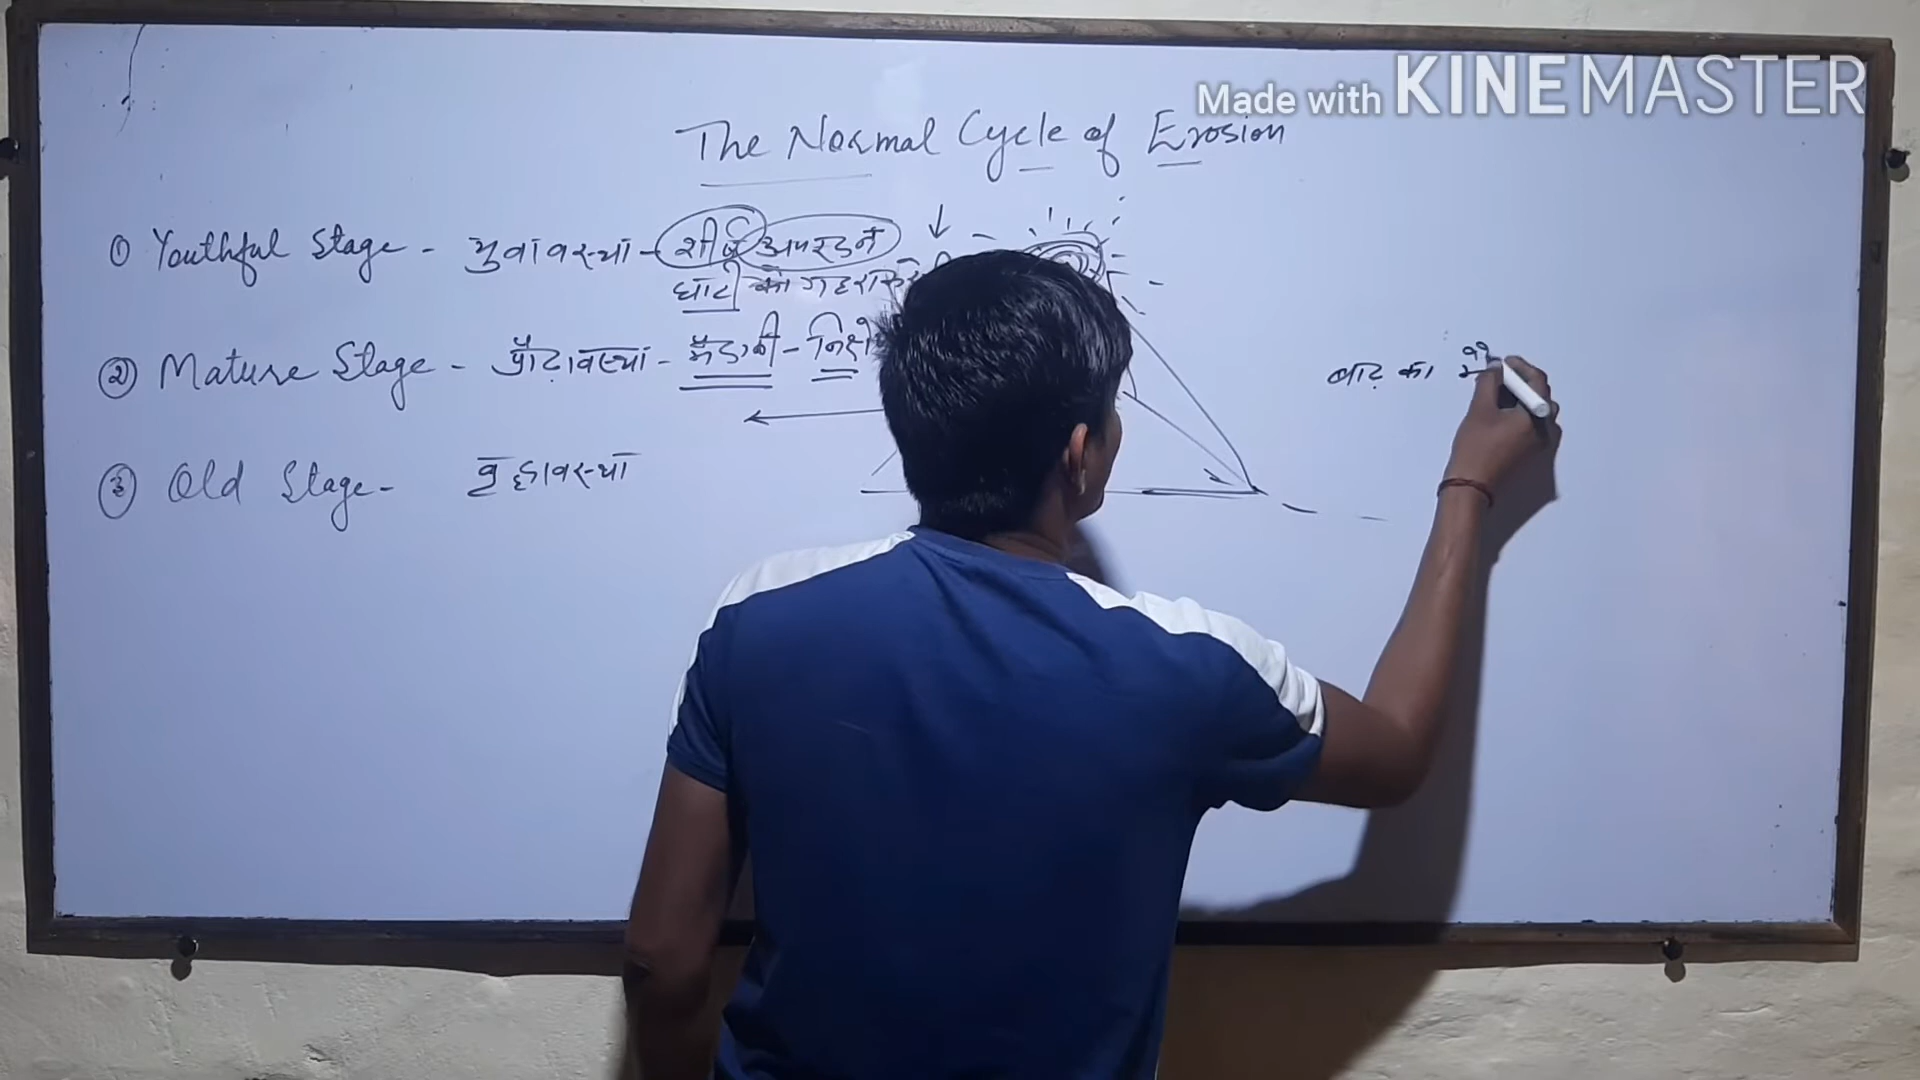 Made with KINEMASTER
The Normal Cycle of Erosion
① Youthful Stage - युवावस्था - शीर्ष अपरदन
घाटी को गहरा
② Mature Stage - प्रौढ़ावस्था - मैदानी -
③ Old Stage - वृद्धावस्था
बाढ़ का